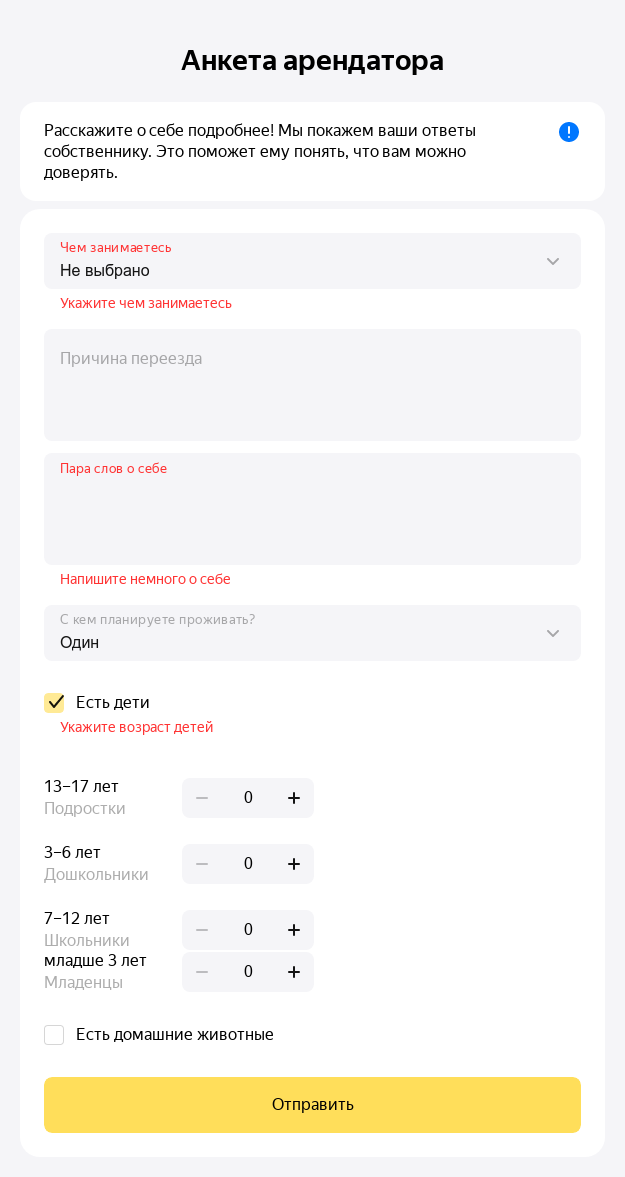 Анкета арендатора
Расскажите о себе подробнее! Мы покажем ваши ответы
собственнику. Это поможет ему понять, что вам можно
доверять.
Чем занимаетесь
Не выбрано
Укажите чем занимаетесь
Причина переезда
Пара слов о себе
Напишите немного о себе
С кем планируете проживать?
Один
Есть дети
Укажите возраст детей
13–17 лет
Подростки
0
3–6 лет
Дошкольники
0
7–12 лет
Школьники
0
младше 3 лет
Младенцы
0
Есть домашние животные
Отправить